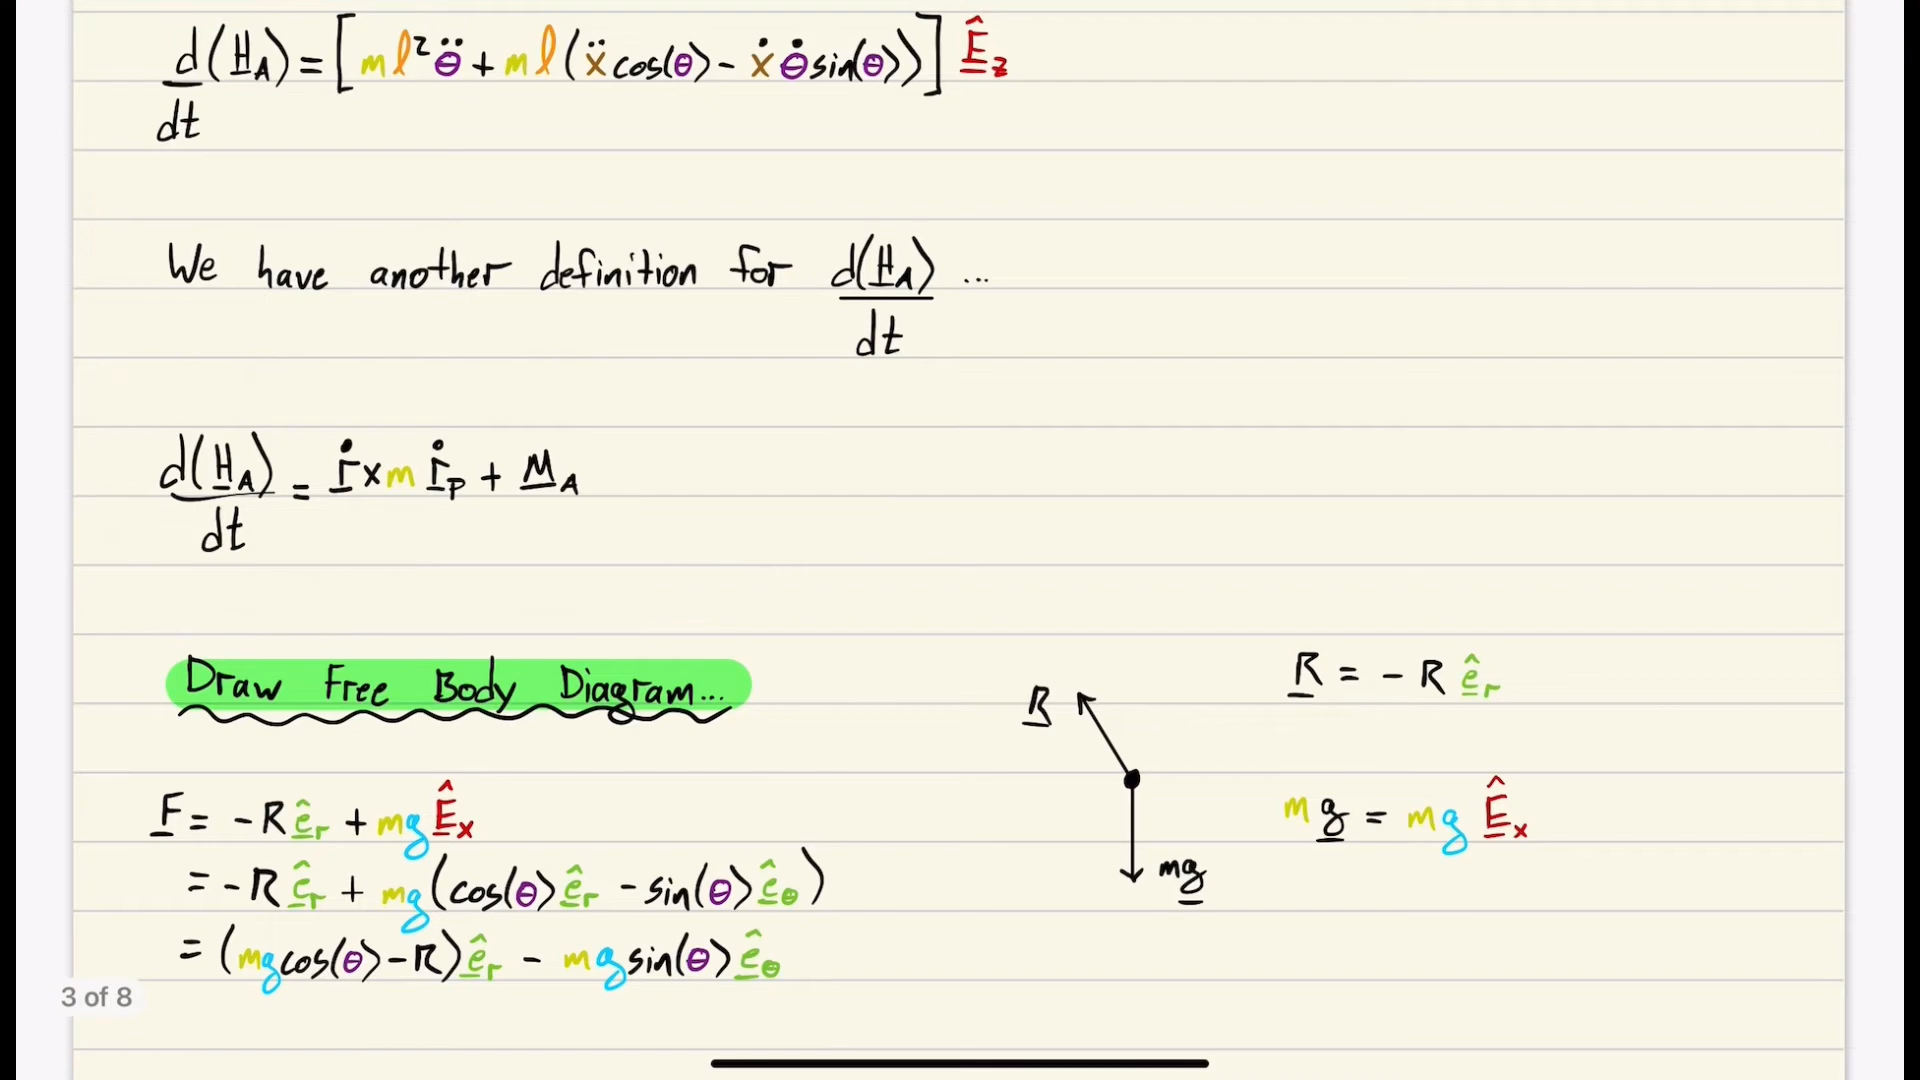 d/dt (H_A) = [ml²θ̈ + ml(ẍcos(θ) - ẋθ̇sin(θ))] Ê_z
We have another definition for d(H_A)/dt ...
d(H_A)/dt = ṙ x m ṙ_p + M_A
Draw Free Body Diagram...
R
R = - R ê_r
F = -R ê_r + mg Ê_x
mg = mg Ê_x
= -R ê_r + mg(cos(θ)ê_r - sin(θ)ê_θ)
mg
= (mgcos(θ) - R)ê_r - mgsin(θ)ê_θ
3 of 8